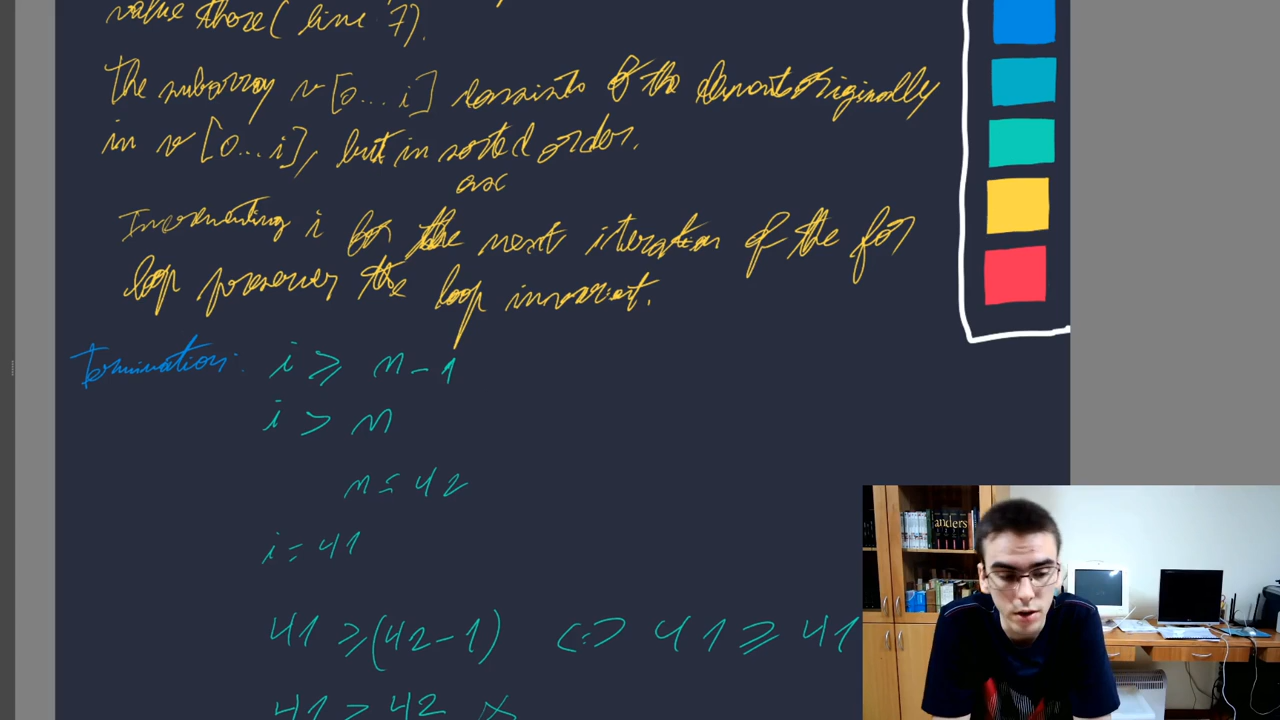 value those (line 7).
The subarray v[0...i] consists of the elements originally
in v[0...i], but in sorted order.
asc
Incrementing i for the next iteration of the for
loop preserves the loop invariant.
Termination: i ≥ n-1
i > n
n = 42
i = 41
41 ≥ (42-1) <=> 41 ≥ 41
41 > 42 x
anders